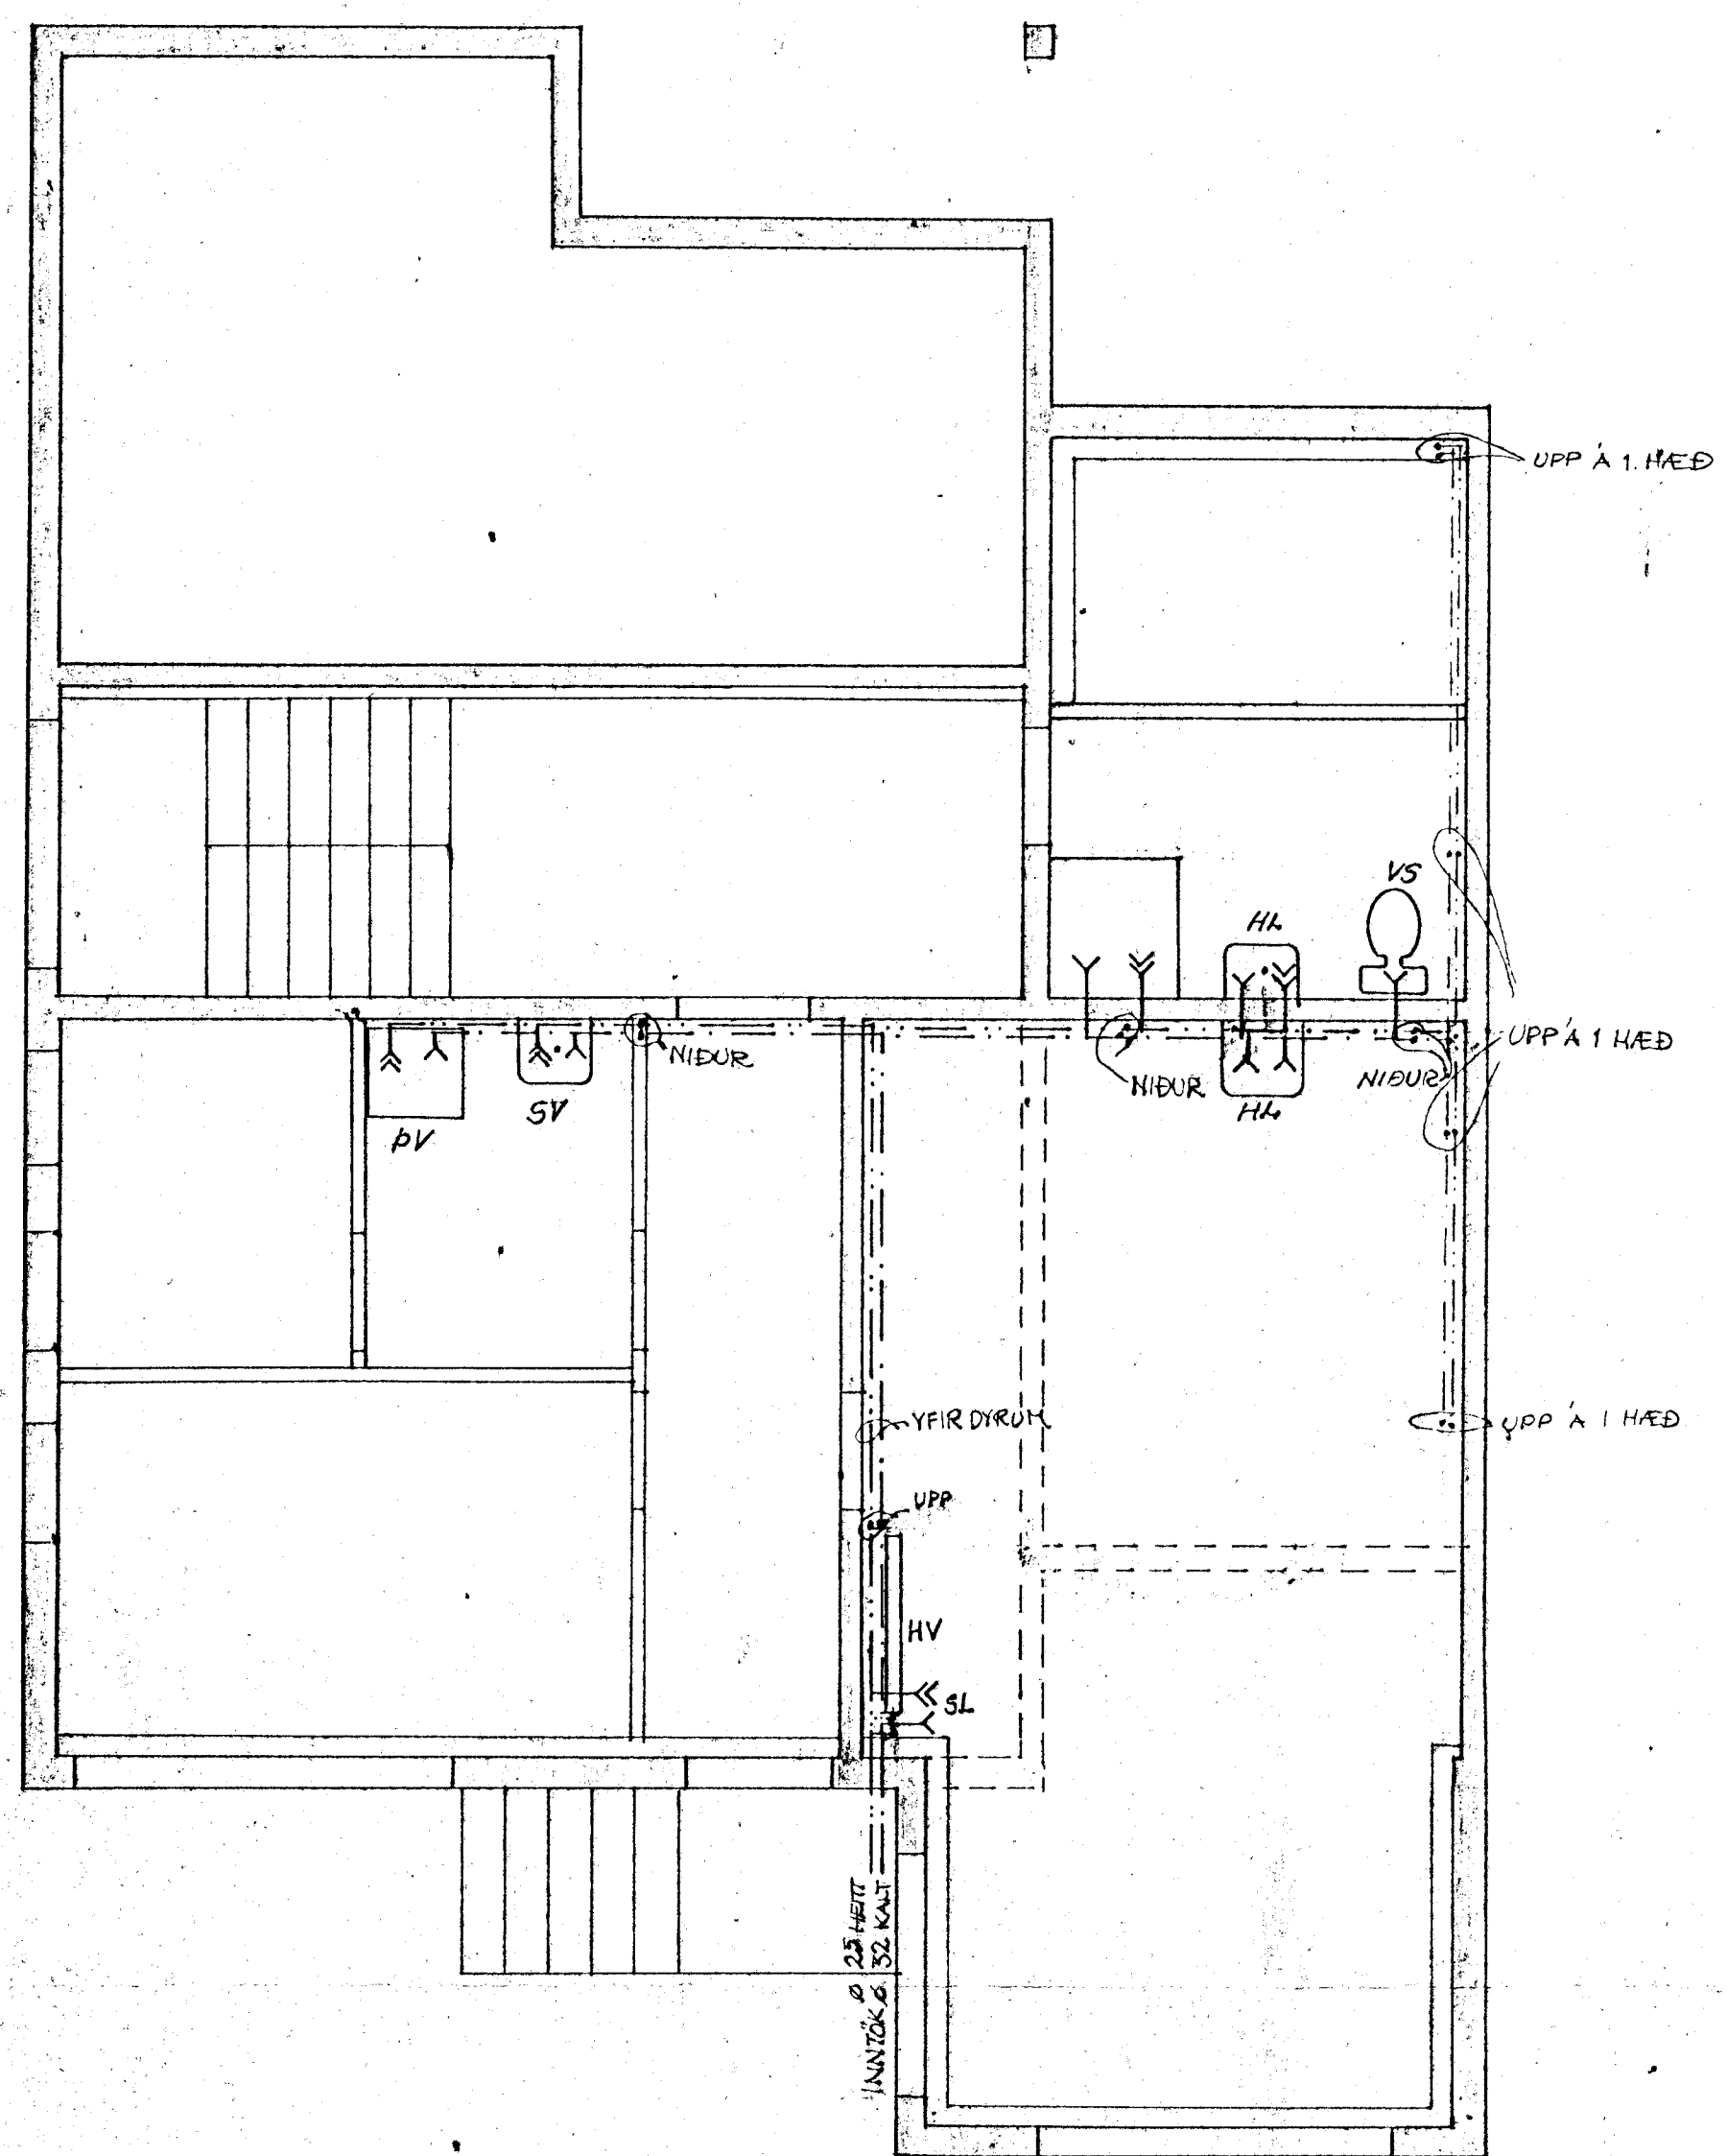 UPP Á 1. HÆÐ
VS
HL
NIÐUR
SV
ÞV
NIÐUR
HL
NIÐUR
UPP Á 1 HÆÐ
YFIR DYRUM
UPP Á 1 HÆÐ
UPP
HV
SL
INNTÖK Ø 25 HEITT
Ø 32 KALT